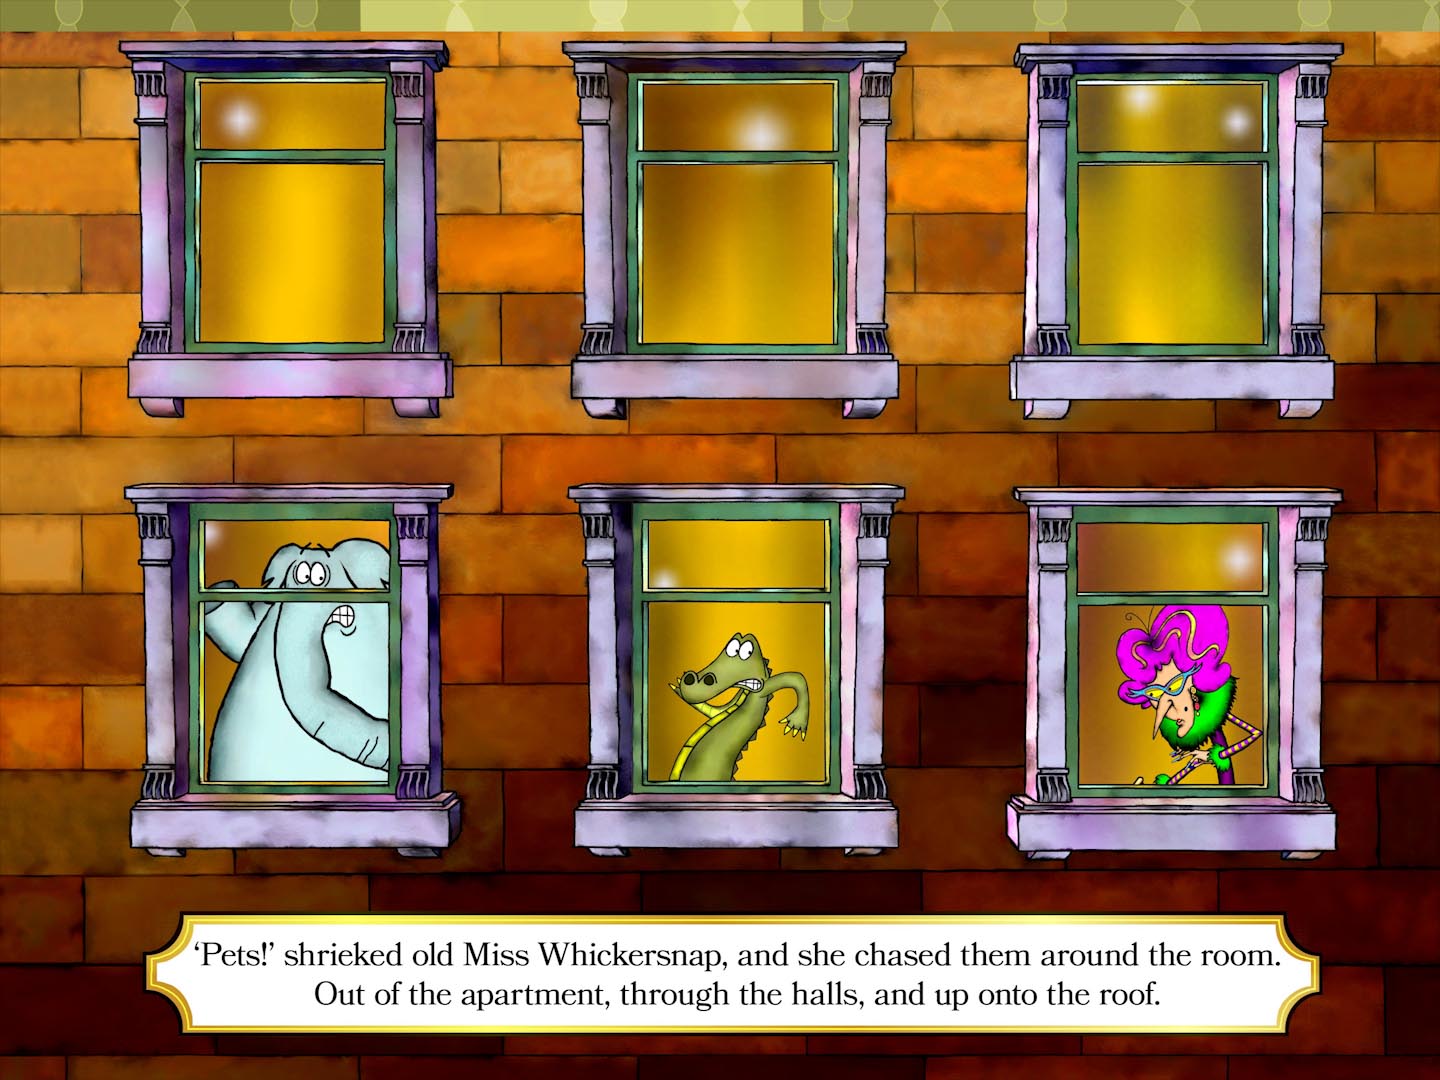 ‘Pets!’ shrieked old Miss Whickersnap, and she chased them around the room.
Out of the apartment, through the halls, and up onto the roof.